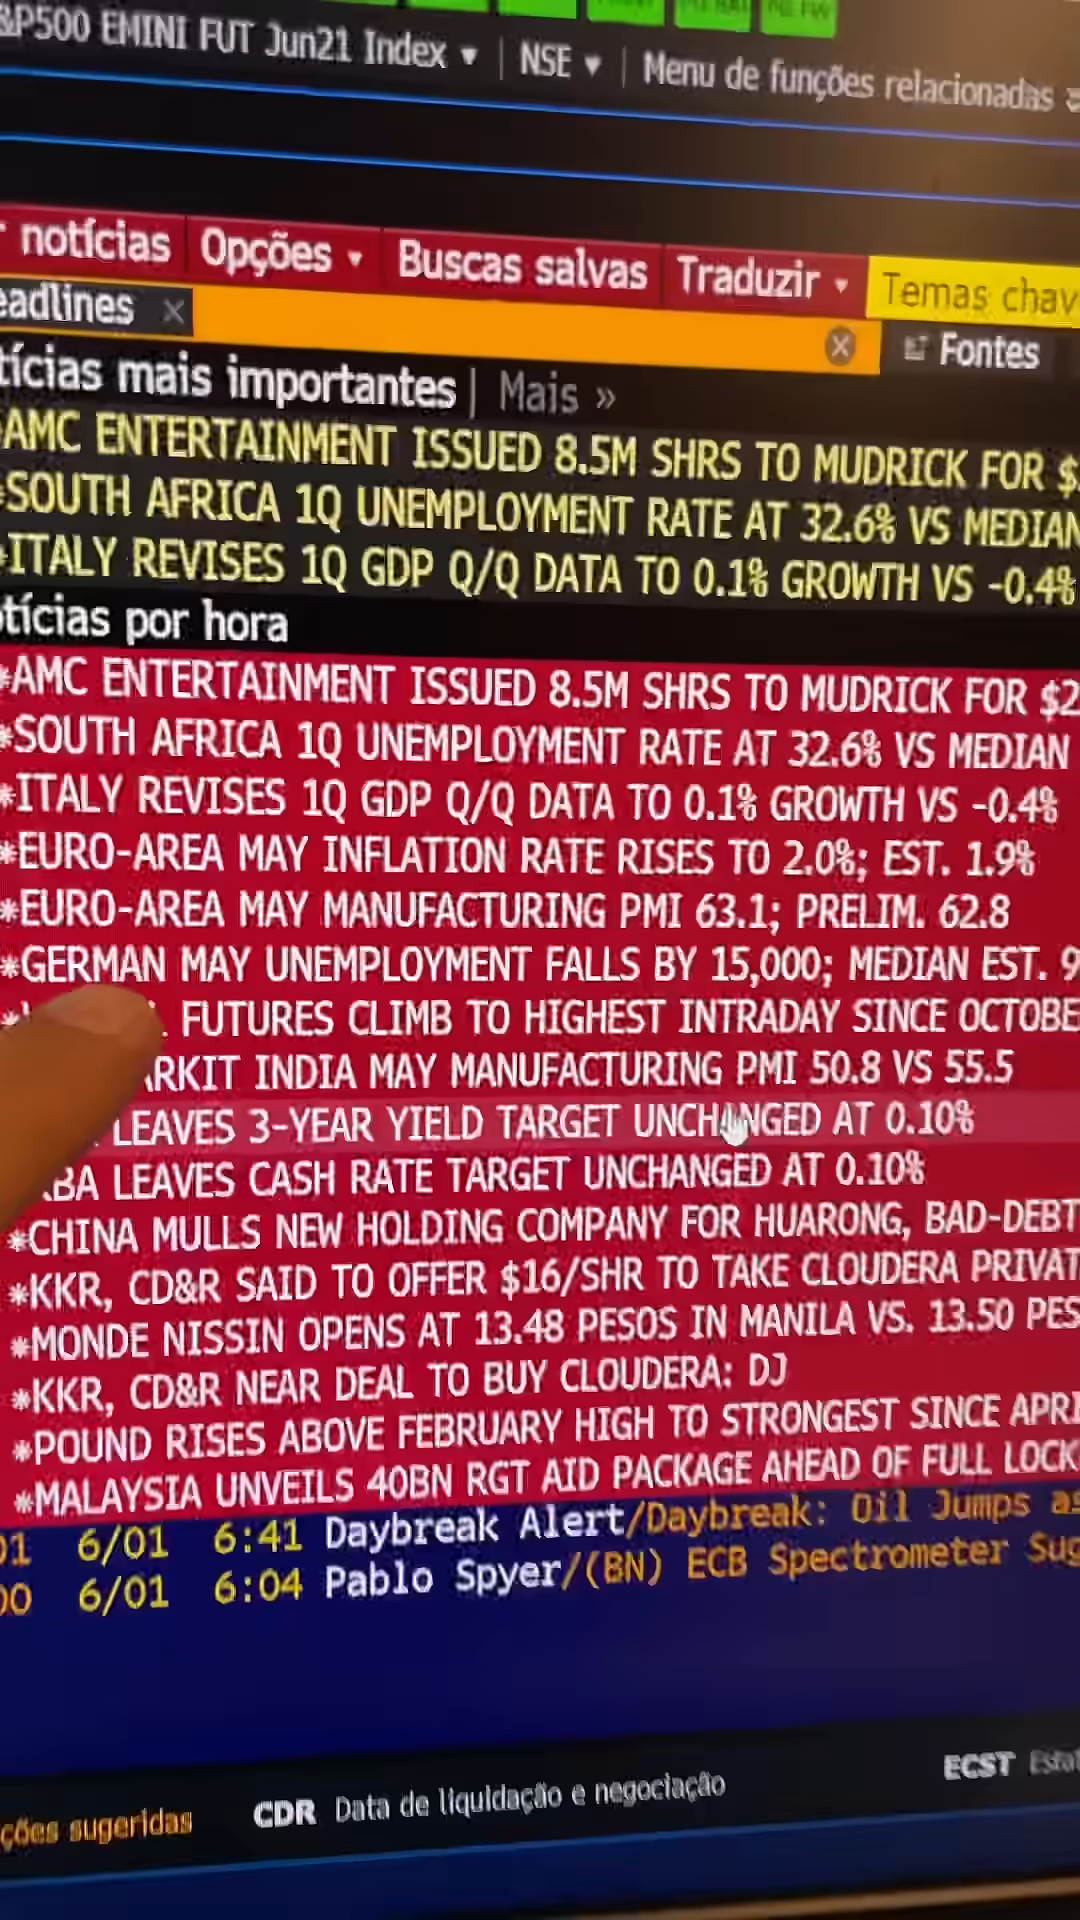 &P500 EMINI FUT Jun21 Index ▾ | NSE ▾ | Menu de funções relacionadas
notícias Opções ▾ Buscas salvas Traduzir ▾ Temas chav
eadlines × Fontes
tícias mais importantes | Mais »
*AMC ENTERTAINMENT ISSUED 8.5M SHRS TO MUDRICK FOR $
*SOUTH AFRICA 1Q UNEMPLOYMENT RATE AT 32.6% VS MEDIAN
*ITALY REVISES 1Q GDP Q/Q DATA TO 0.1% GROWTH VS -0.4%
otícias por hora
*AMC ENTERTAINMENT ISSUED 8.5M SHRS TO MUDRICK FOR $2
*SOUTH AFRICA 1Q UNEMPLOYMENT RATE AT 32.6% VS MEDIAN
*ITALY REVISES 1Q GDP Q/Q DATA TO 0.1% GROWTH VS -0.4%
*EURO-AREA MAY INFLATION RATE RISES TO 2.0%; EST. 1.9%
*EURO-AREA MAY MANUFACTURING PMI 63.1; PRELIM. 62.8
*GERMAN MAY UNEMPLOYMENT FALLS BY 15,000; MEDIAN EST. 9
FUTURES CLIMB TO HIGHEST INTRADAY SINCE OCTOBE
ARKIT INDIA MAY MANUFACTURING PMI 50.8 VS 55.5
LEAVES 3-YEAR YIELD TARGET UNCHANGED AT 0.10%
BA LEAVES CASH RATE TARGET UNCHANGED AT 0.10%
*CHINA MULLS NEW HOLDING COMPANY FOR HUARONG, BAD-DEBT
*KKR, CD&R SAID TO OFFER $16/SHR TO TAKE CLOUDERA PRIVAT
*MONDE NISSIN OPENS AT 13.48 PESOS IN MANILA VS. 13.50 PES
*KKR, CD&R NEAR DEAL TO BUY CLOUDERA: DJ
*POUND RISES ABOVE FEBRUARY HIGH TO STRONGEST SINCE APRI
*MALAYSIA UNVEILS 40BN RGT AID PACKAGE AHEAD OF FULL LOCK
01 6/01 6:41 Daybreak Alert/Daybreak: Oil Jumps as
00 6/01 6:04 Pablo Spyer/(BN) ECB Spectrometer Sug
ções sugeridas CDR Data de liquidação e negociação ECST Estat